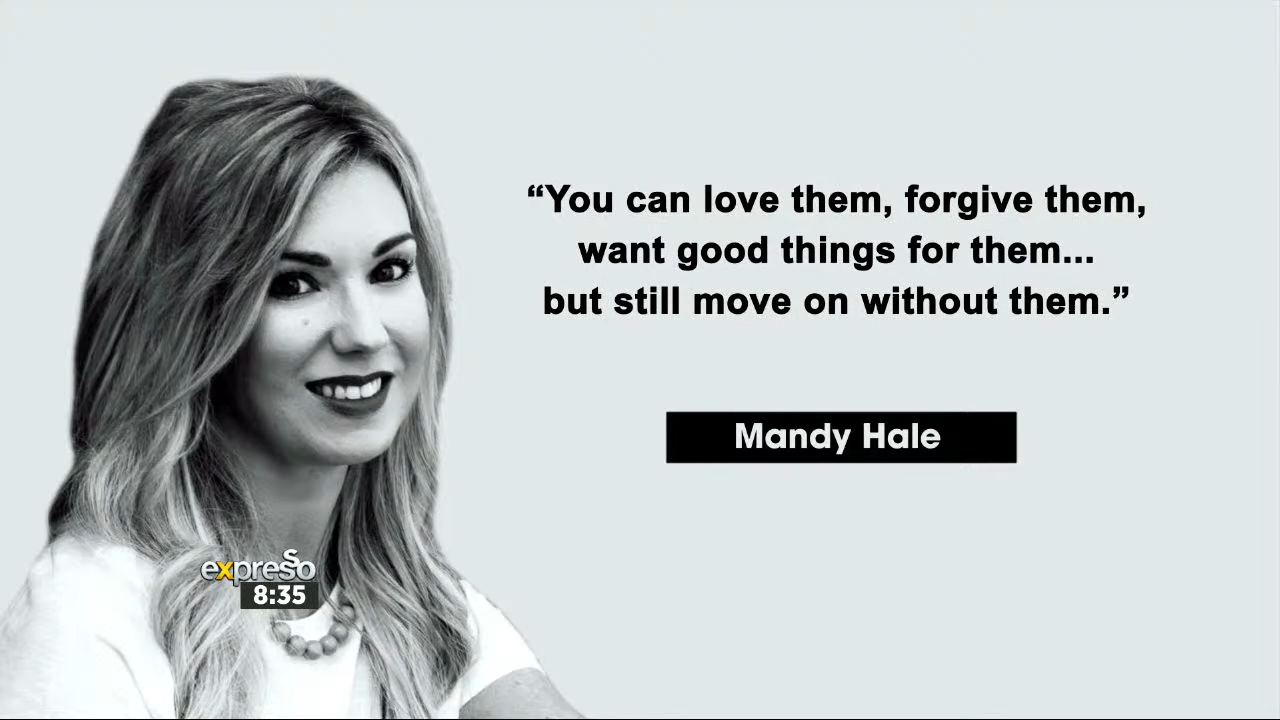 “You can love them, forgive them,
want good things for them...
but still move on without them.”
Mandy Hale
expresso
8:35